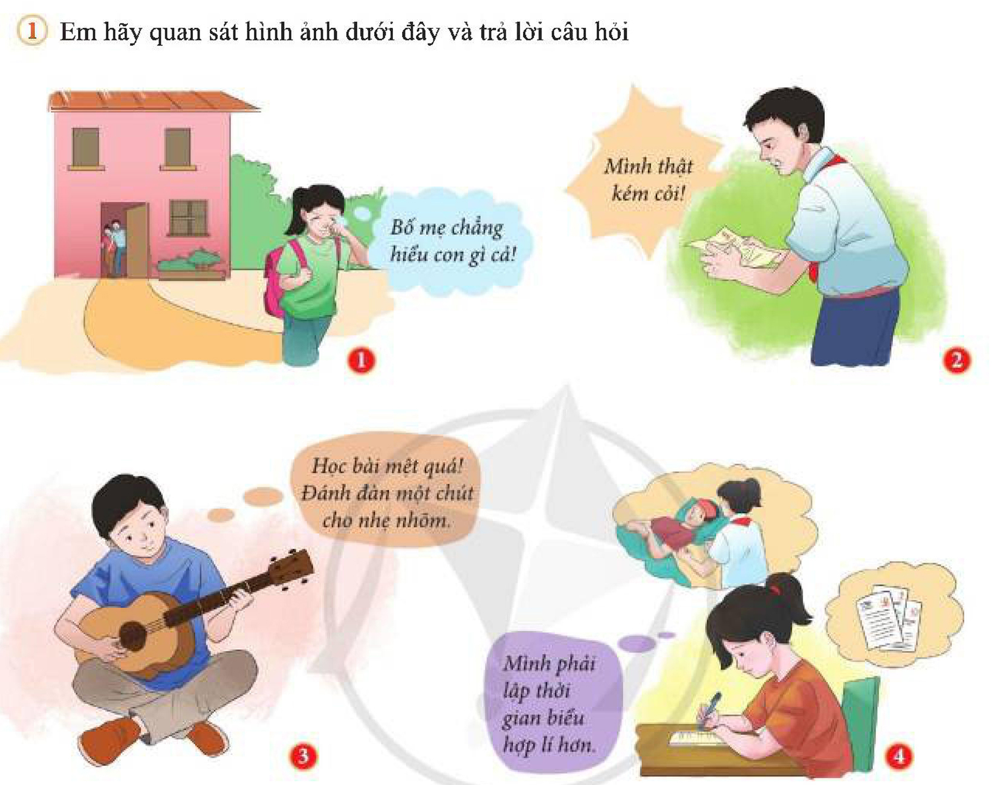 1 Em hãy quan sát hình ảnh dưới đây và trả lời câu hỏi
Bố mẹ chẳng
hiểu con gì cả!
1
Mình thật
kém cỏi!
2
Học bài mệt quá!
Đánh đàn một chút
cho nhẹ nhõm.
3
Mình phải
lập thời
gian biểu
hợp lí hơn.
4